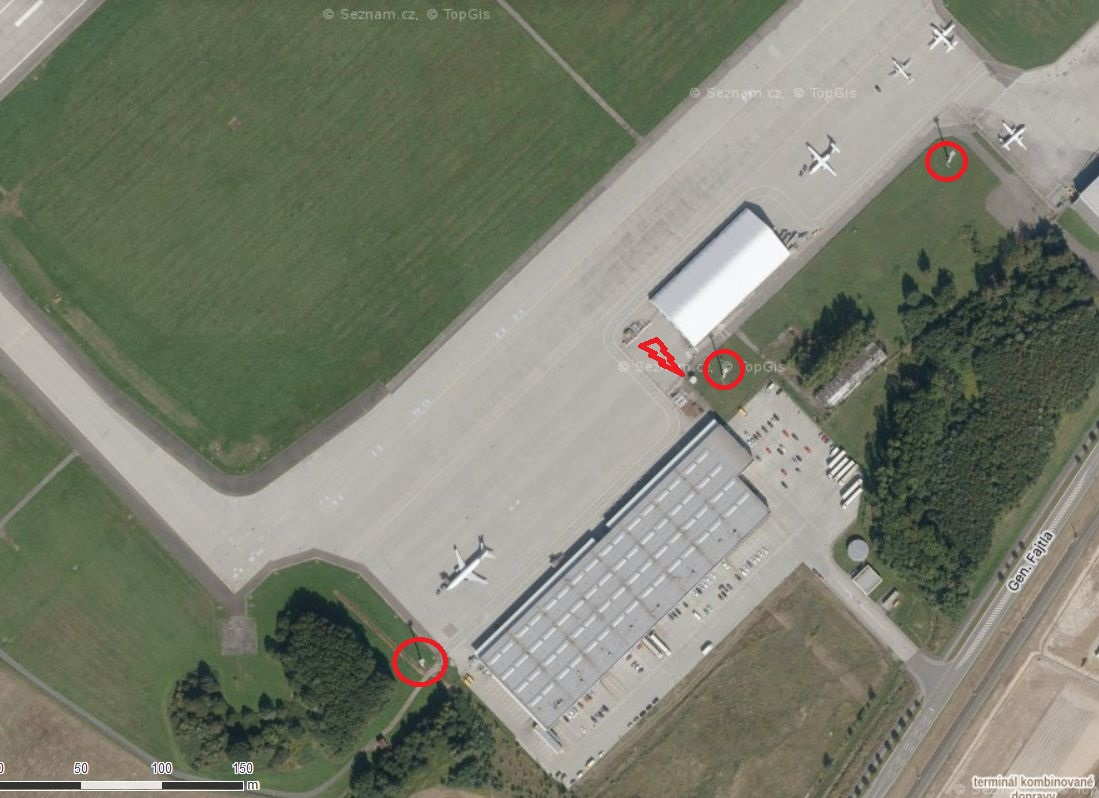 © Seznam.cz, © TopGis
© Seznam.cz, © TopGis
© Seznam.cz, © TopGis
Gen. Fajtla
0 50 100 150 m
terminál kombinované
dopravy